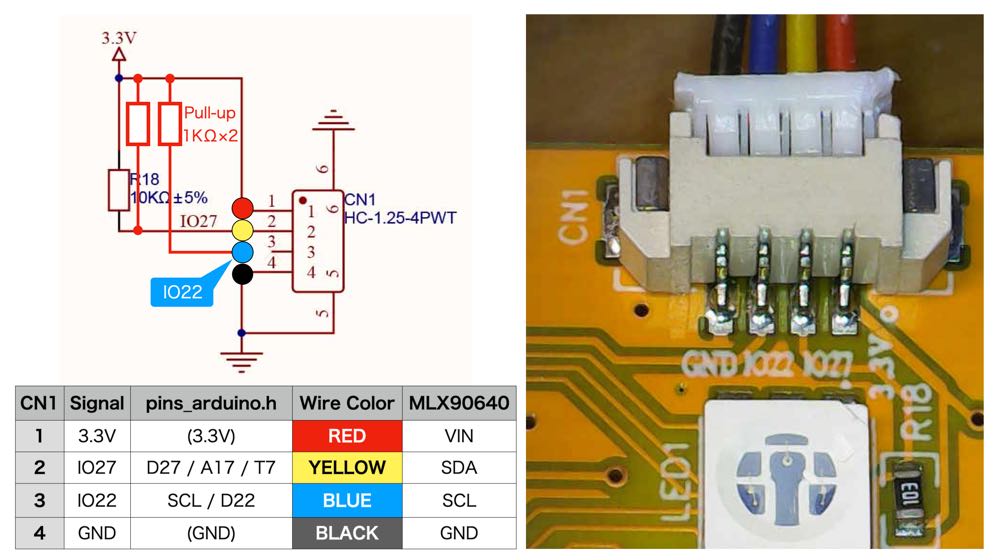 3.3V
Pull-up
1KΩ×2
R18
10KΩ±5%
IO27
IO22
1
2
3
4
6
5
1
2
3
4
6
5
CN1
HC-1.25-4PWT
CN1 Signal pins_arduino.h Wire Color MLX90640
1 3.3V (3.3V) RED VIN
2 IO27 D27 / A17 / T7 YELLOW SDA
3 IO22 SCL / D22 BLUE SCL
4 GND (GND) BLACK GND
CN1
GND IO22 IO27 3.3V
LED1
R18
103